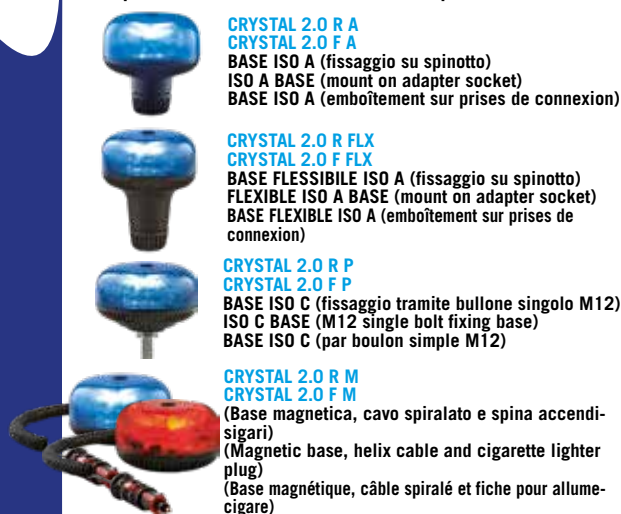 CRYSTAL 2.0 R A
CRYSTAL 2.0 F A
BASE ISO A (fissaggio su spinotto)
ISO A BASE (mount on adapter socket)
BASE ISO A (emboîtement sur prises de connexion)
CRYSTAL 2.0 R FLX
CRYSTAL 2.0 F FLX
BASE FLESSIBILE ISO A (fissaggio su spinotto)
FLEXIBLE ISO A BASE (mount on adapter socket)
BASE FLEXIBLE ISO A (emboîtement sur prises de
connexion)
CRYSTAL 2.0 R P
CRYSTAL 2.0 F P
BASE ISO C (fissaggio tramite bullone singolo M12)
ISO C BASE (M12 single bolt fixing base)
BASE ISO C (par boulon simple M12)
CRYSTAL 2.0 R M
CRYSTAL 2.0 F M
(Base magnetica, cavo spiralato e spina accendi-
sigari)
(Magnetic base, helix cable and cigarette lighter
plug)
(Base magnétique, câble spiralé et fiche pour allume-
cigare)